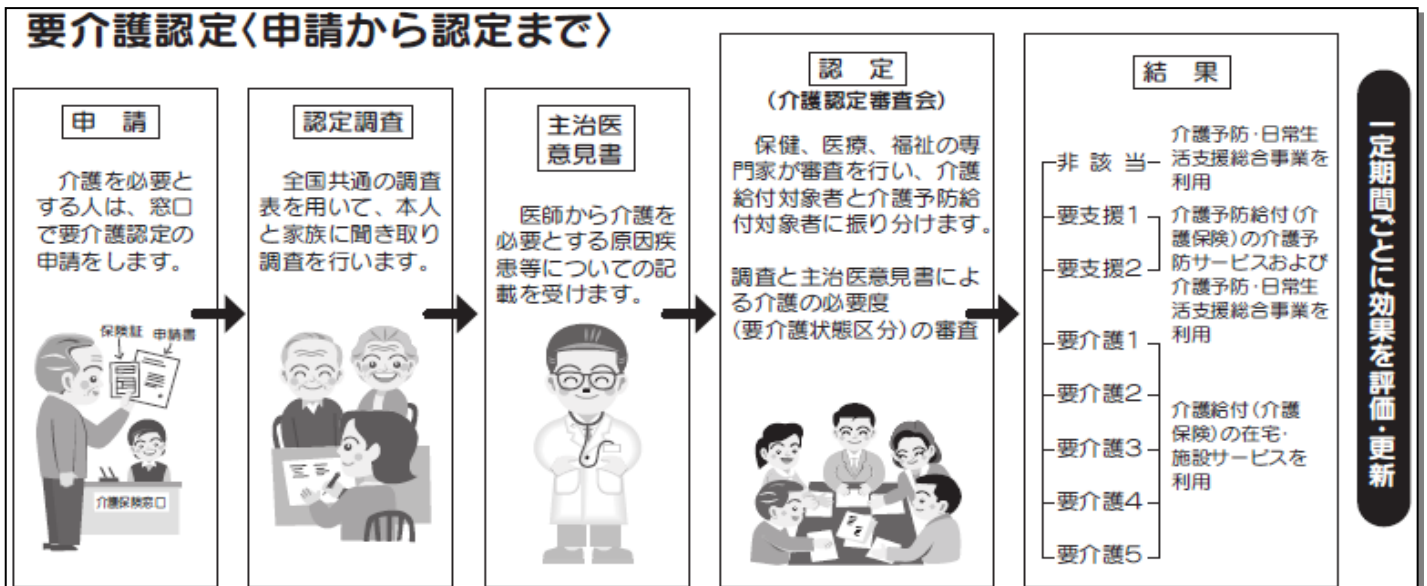 要介護認定〈申請から認定まで〉
申　請
介護を必要と
する人は、窓口
で要介護認定の
申請をします。
保険証
申請書
介護保険窓口
認定調査
全国共通の調査
表を用いて、本人
と家族に聞き取り
調査を行います。
主治医
意見書
医師から介護を
必要とする原因疾
患等についての記
載を受けます。
認　定
(介護認定審査会)
保健、医療、福祉の専
門家が審査を行い、介護
給付対象者と介護予防給
付対象者に振り分けます。
調査と主治医意見書によ
る介護の必要度
(要介護状態区分)の審査
結　果
非 該 当
介護予防・日常生
活支援総合事業を
利用
要支援1
要支援2
介護予防給付(介
護保険)の介護予
防サービスおよび
介護予防・日常生
活支援総合事業を
利用
要介護1
要介護2
要介護3
要介護4
要介護5
介護給付(介護
保険)の在宅・
施設サービスを
利用
一定期間ごとに効果を評価・更新